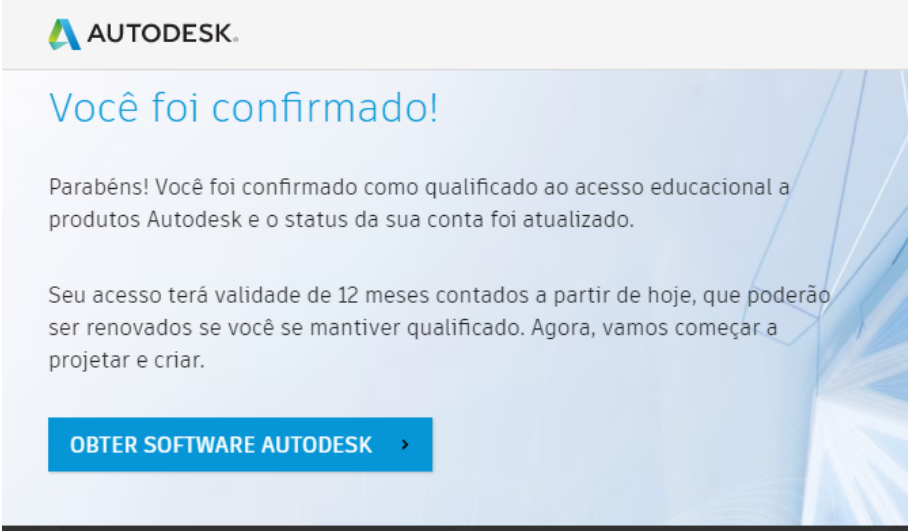 AUTODESK.
Você foi confirmado!
Parabéns! Você foi confirmado como qualificado ao acesso educacional a
produtos Autodesk e o status da sua conta foi atualizado.
Seu acesso terá validade de 12 meses contados a partir de hoje, que poderão
ser renovados se você se mantiver qualificado. Agora, vamos começar a
projetar e criar.
OBTER SOFTWARE AUTODESK ›